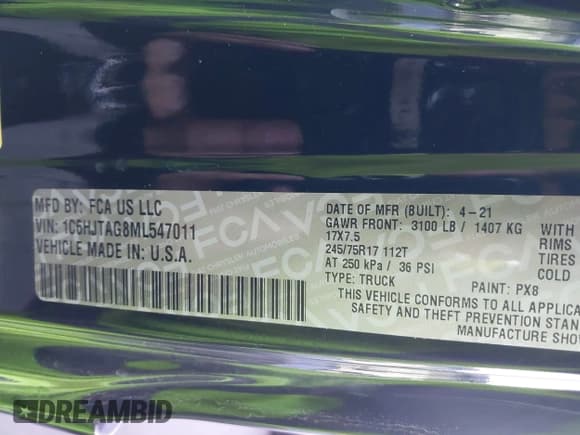 MFD BY: FCA US LLC
VIN: 1C6HJTAG8ML547011
VEHICLE MADE IN U.S.A.
DATE OF MFR (BUILT): 4-21
GAWR FRONT: 3100 LB / 1407 KG WITH
17X7.5 RIMS
245/75R17 112T TIRES
AT 250 kPa / 36 PSI COLD
TYPE: TRUCK PAINT: PX8
THIS VEHICLE CONFORMS TO ALL APPLICA
SAFETY AND THEFT PREVENTION STAN
MANUFACTURE SHOW
DREAMBID